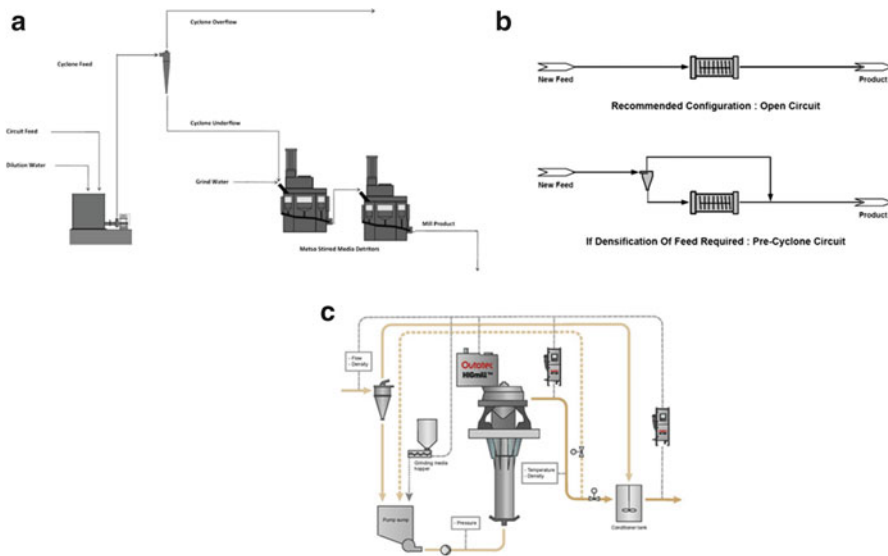 a
Cyclone Overflow
Cyclone Feed
Cyclone Underflow
Circuit Feed
Dilution Water
Grind Water
Mill Product
Metso Stirred Media Detritors
b
New Feed
Product
Recommended Configuration : Open Circuit
New Feed
Product
If Densification Of Feed Required : Pre-Cyclone Circuit
c
- Flow
- Density
Outotec
HIGmill™
Grinding media
hopper
- Temperature
- Density
Pump sump
- Pressure
Conditioner tank